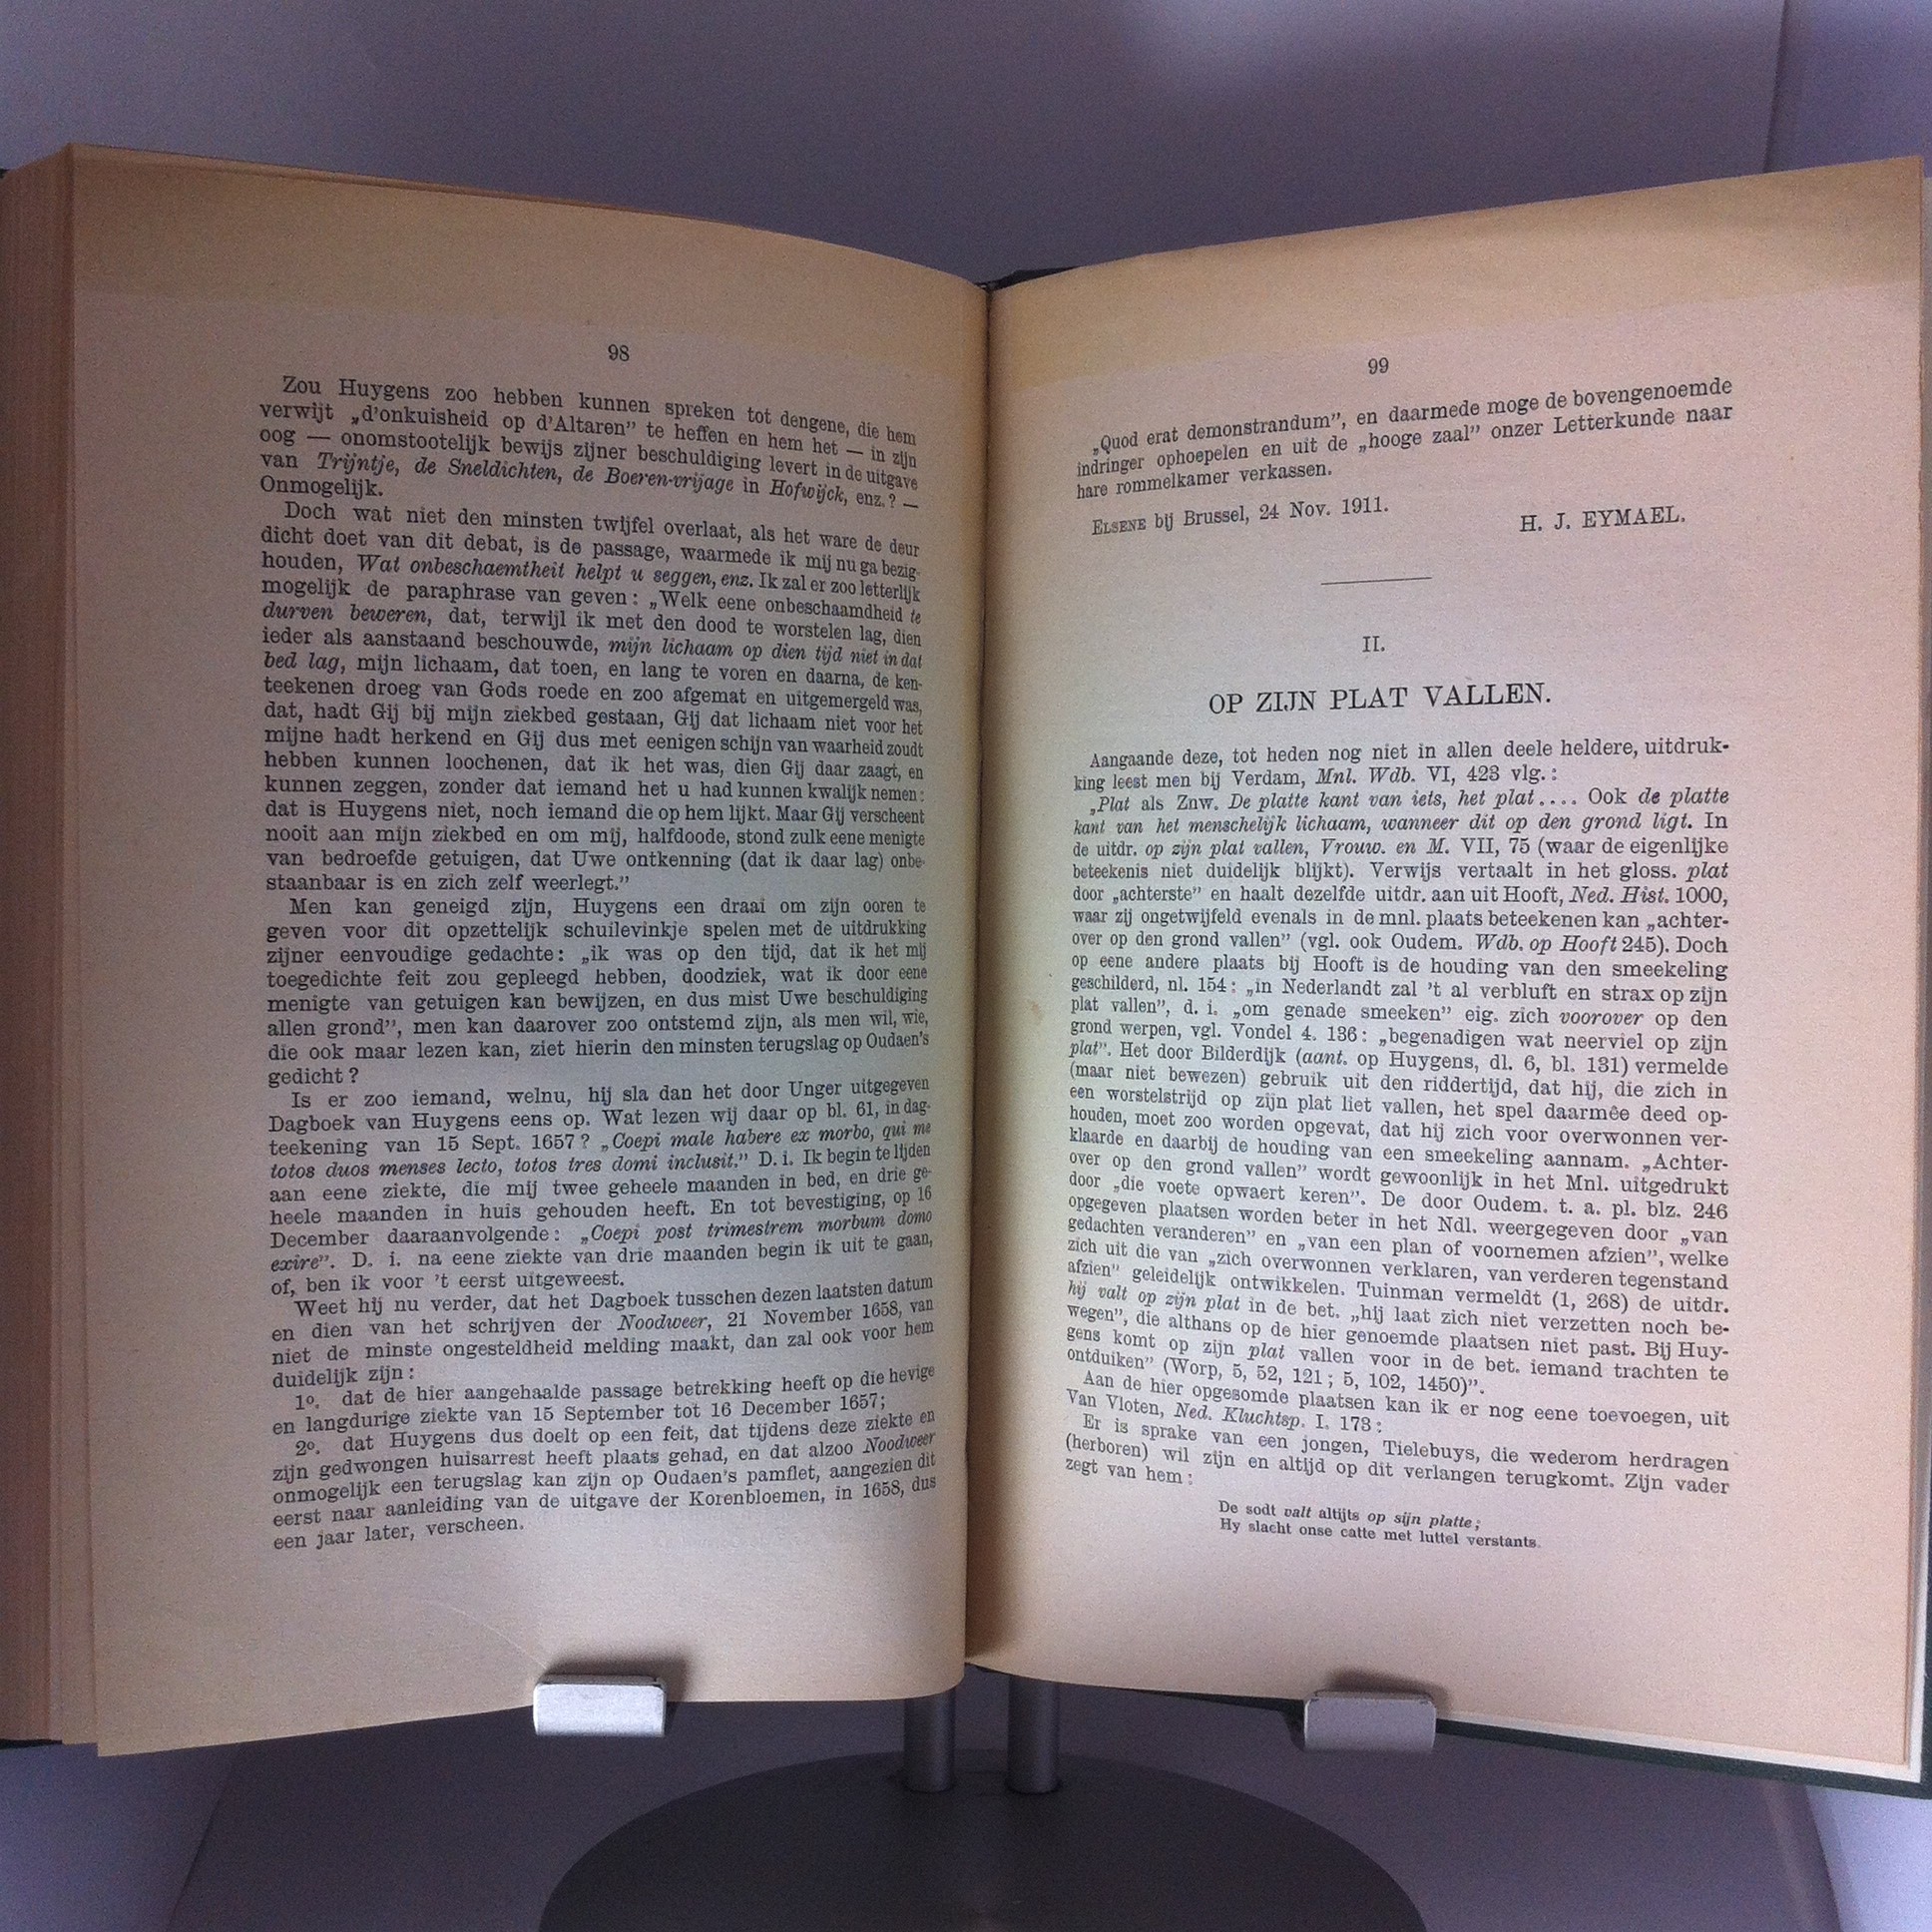 98
Zou Huygens zoo hebben kunnen spreken tot dengene, die hem
verwijt „d'onkuisheid op d'Altaren” te heffen en hem het — in zijn
oog — onomstootelijk bewijs zijner beschuldiging levert in de uitgave
van Trijntje, de Sneldichten, de Boeren-vrijage in Hofwijck, enz.? —
Onmogelijk.
Doch wat niet den minsten twijfel overlaat, als het ware de deur
dicht doet van dit debat, is de passage, waarmede ik mij nu ga bezig-
houden, Wat onbeschaemtheit helpt u seggen, enz. Ik zal er zoo letterlijk
mogelijk de paraphrase van geven: „Welk eene onbeschaamdheid te
durven beweren, dat, terwijl ik met den dood te worstelen lag, dien
ieder als aanstaand beschouwde, mijn lichaam op dien tijd niet in dat
bed lag, mijn lichaam, dat toen, en lang te voren en daarna, de ken-
teekenen droeg van Gods roede en zoo afgemat en uitgemergeld was,
dat, hadt Gij bij mijn ziekbed gestaan, Gij dat lichaam niet voor het
mijne hadt herkend en Gij dus met eenigen schijn van waarheid zoudt
hebben kunnen loochenen, dat ik het was, dien Gij daar zaagt, en
kunnen zeggen, zonder dat iemand het u had kunnen kwalijk nemen:
dat is Huygens niet, noch iemand die op hem lijkt. Maar Gij verscheent
nooit aan mijn ziekbed en om mij, halfdoode, stond zulk eene menigte
van bedroefde getuigen, dat Uwe ontkenning (dat ik daar lag) onbe-
staanbaar is en zich zelf weerlegt.”
Men kan geneigd zijn, Huygens een draai om zijn ooren te
geven voor dit opzettelijk schuilevinkje spelen met de uitdrukking
zijner eenvoudige gedachte: „ik was op den tijd, dat ik het mij
toegedichte feit zou gepleegd hebben, doodziek, wat ik door eene
menigte van getuigen kan bewijzen, en dus mist Uwe beschuldiging
allen grond”, men kan daarover zoo ontstemd zijn, als men wil, wie,
die ook maar lezen kan, ziet hierin den minsten terugslag op Oudaen's
gedicht?
Is er zoo iemand, welnu, hij sla dan het door Unger uitgegeven
Dagboek van Huygens eens op. Wat lezen wij daar op bl. 61, in dag-
teekening van 15 Sept. 1657? „Coepi male habere ex morbo, qui me
totos duos menses lecto, totos tres domi inclusit.” D. i. Ik begin te lijden
aan eene ziekte, die mij twee geheele maanden in bed, en drie ge-
heele maanden in huis gehouden heeft. En tot bevestiging, op 16
December daaraanvolgende: „Coepi post trimestrem morbum domo
exire”. D. i. na eene ziekte van drie maanden begin ik uit te gaan,
of, ben ik voor 't eerst uitgeweest.
Weet hij nu verder, dat het Dagboek tusschen dezen laatsten datum
en dien van het schrijven der Noodweer, 21 November 1658, van
niet de minste ongesteldheid melding maakt, dan zal ook voor hem
duidelijk zijn:
1º. dat de hier aangehaalde passage betrekking heeft op die hevige
en langdurige ziekte van 15 September tot 16 December 1657;
2º. dat Huygens dus doelt op een feit, dat tijdens deze ziekte en
zijn gedwongen huisarrest heeft plaats gehad, en dat alzoo Noodweer
onmogelijk een terugslag kan zijn op Oudaen's pamflet, aangezien dit
eerst naar aanleiding van de uitgave der Korenbloemen, in 1658, dus
een jaar later, verscheen.
99
„Quod erat demonstrandum”, en daarmede moge de bovengenoemde
indringer ophoepelen en uit de „hooge zaal” onzer Letterkunde naar
hare rommelkamer verkassen.
ELSENE bij Brussel, 24 Nov. 1911.
H. J. EYMAEL.
II.
OP ZIJN PLAT VALLEN.
Aangaande deze, tot heden nog niet in allen deele heldere, uitdruk-
king leest men bij Verdam, Mnl. Wdb. VI, 423 vlg.:
„Plat als Znw. De platte kant van iets, het plat.... Ook de platte
kant van het menschelijk lichaam, wanneer dit op den grond ligt. In
de uitdr. op zijn plat vallen, Vrouw. en M. VII, 75 (waar de eigenlijke
beteekenis niet duidelijk blijkt). Verwijs vertaalt in het gloss. plat
door „achterste” en haalt dezelfde uitdr. aan uit Hooft, Ned. Hist. 1000,
waar zij ongetwijfeld evenals in de mnl. plaats beteekenen kan „achter-
over op den grond vallen” (vgl. ook Oudem. Wdb. op Hooft 245). Doch
op eene andere plaats bij Hooft is de houding van den smeekeling
geschilderd, nl. 154: „in Nederlandt zal 't al verbluft en strax op zijn
plat vallen”, d. i. „om genade smeeken” eig. zich voorover op den
grond werpen, vgl. Vondel 4. 136: „begenadigen wat neerviel op zijn
plat”. Het door Bilderdijk (aant. op Huygens, dl. 6, bl. 131) vermelde
(maar niet bewezen) gebruik uit den riddertijd, dat hij, die zich in
een worstelstrijd op zijn plat liet vallen, het spel daarmêe deed op-
houden, moet zoo worden opgevat, dat hij zich voor overwonnen ver-
klaarde en daarbij de houding van een smeekeling aannam. „Achter-
over op den grond vallen” wordt gewoonlijk in het Mnl. uitgedrukt
door „die voete opwaert keren”. De door Oudem. t. a. pl. blz. 246
opgegeven plaatsen worden beter in het Ndl. weergegeven door „van
gedachten veranderen” en „van een plan of voornemen afzien”, welke
zich uit die van „zich overwonnen verklaren, van verderen tegenstand
afzien” geleidelijk ontwikkelen. Tuinman vermeldt (1, 268) de uitdr.
hij valt op zijn plat in de bet. „hij laat zich niet verzetten noch be-
wegen”, die althans op de hier genoemde plaatsen niet past. Bij Huy-
gens komt op zijn plat vallen voor in de bet. iemand trachten te
ontduiken” (Worp, 5, 52, 121; 5, 102, 1450)”.
Aan de hier opgesomde plaatsen kan ik er nog eene toevoegen, uit
Van Vloten, Ned. Kluchtsp. I. 173:
Er is sprake van een jongen, Tielebuys, die wederom herdragen
(herboren) wil zijn en altijd op dit verlangen terugkomt. Zijn vader
zegt van hem:
De sodt valt altijts op sijn platte;
Hy slacht onse catte met luttel verstants.